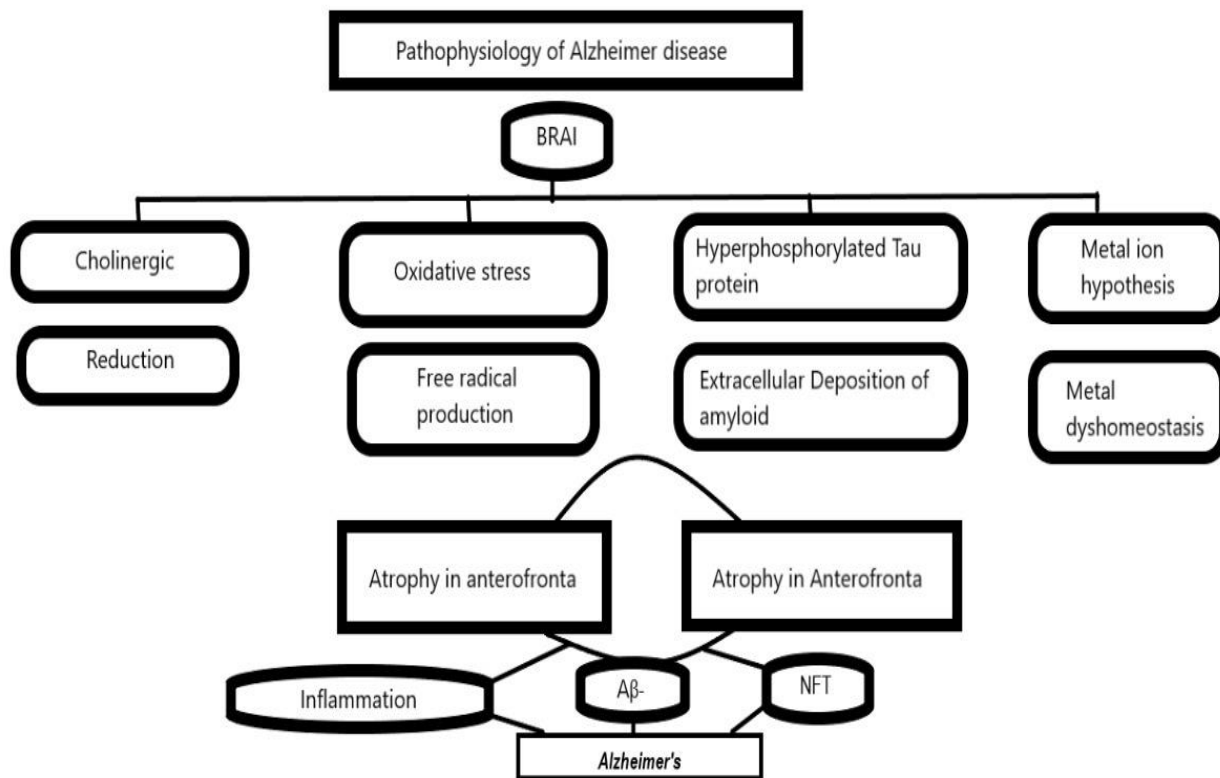 Pathophysiology of Alzheimer disease
BRAI
Cholinergic
Oxidative stress
Hyperphosphorylated Tau
protein
Metal ion
hypothesis
Reduction
Free radical
production
Extracellular Deposition of
amyloid
Metal
dyshomeostasis
Atrophy in anterofronta
Atrophy in Anterofronta
Inflammation
Aβ-
NFT
Alzheimer's